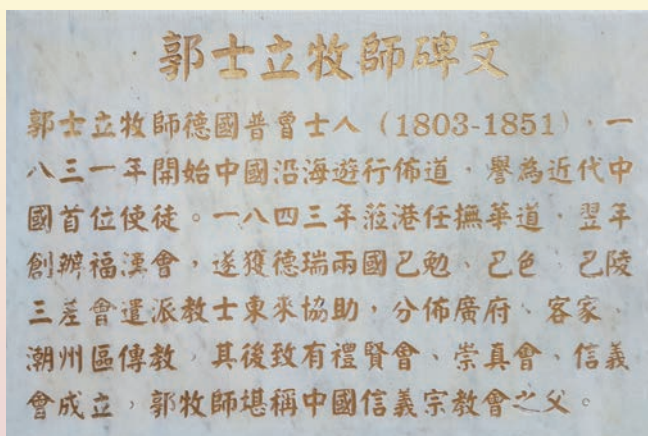 郭士立牧師碑文
郭士立牧師德國普曾士人（1803-1851）、一
八三一年開始中國沿海遊行佈道，譽為近代中
國首位使徒。一八四三年蒞港任撫華道，翌年
創辦福漢會，遂獲德瑞兩國巴勉、巴色、巴陵
三差會遣派教士東來協助，分佈廣府、客家、
潮州區傳教，其後致有禮賢會、崇真會、信義
會成立，郭牧師堪稱中國信義宗教會之父。